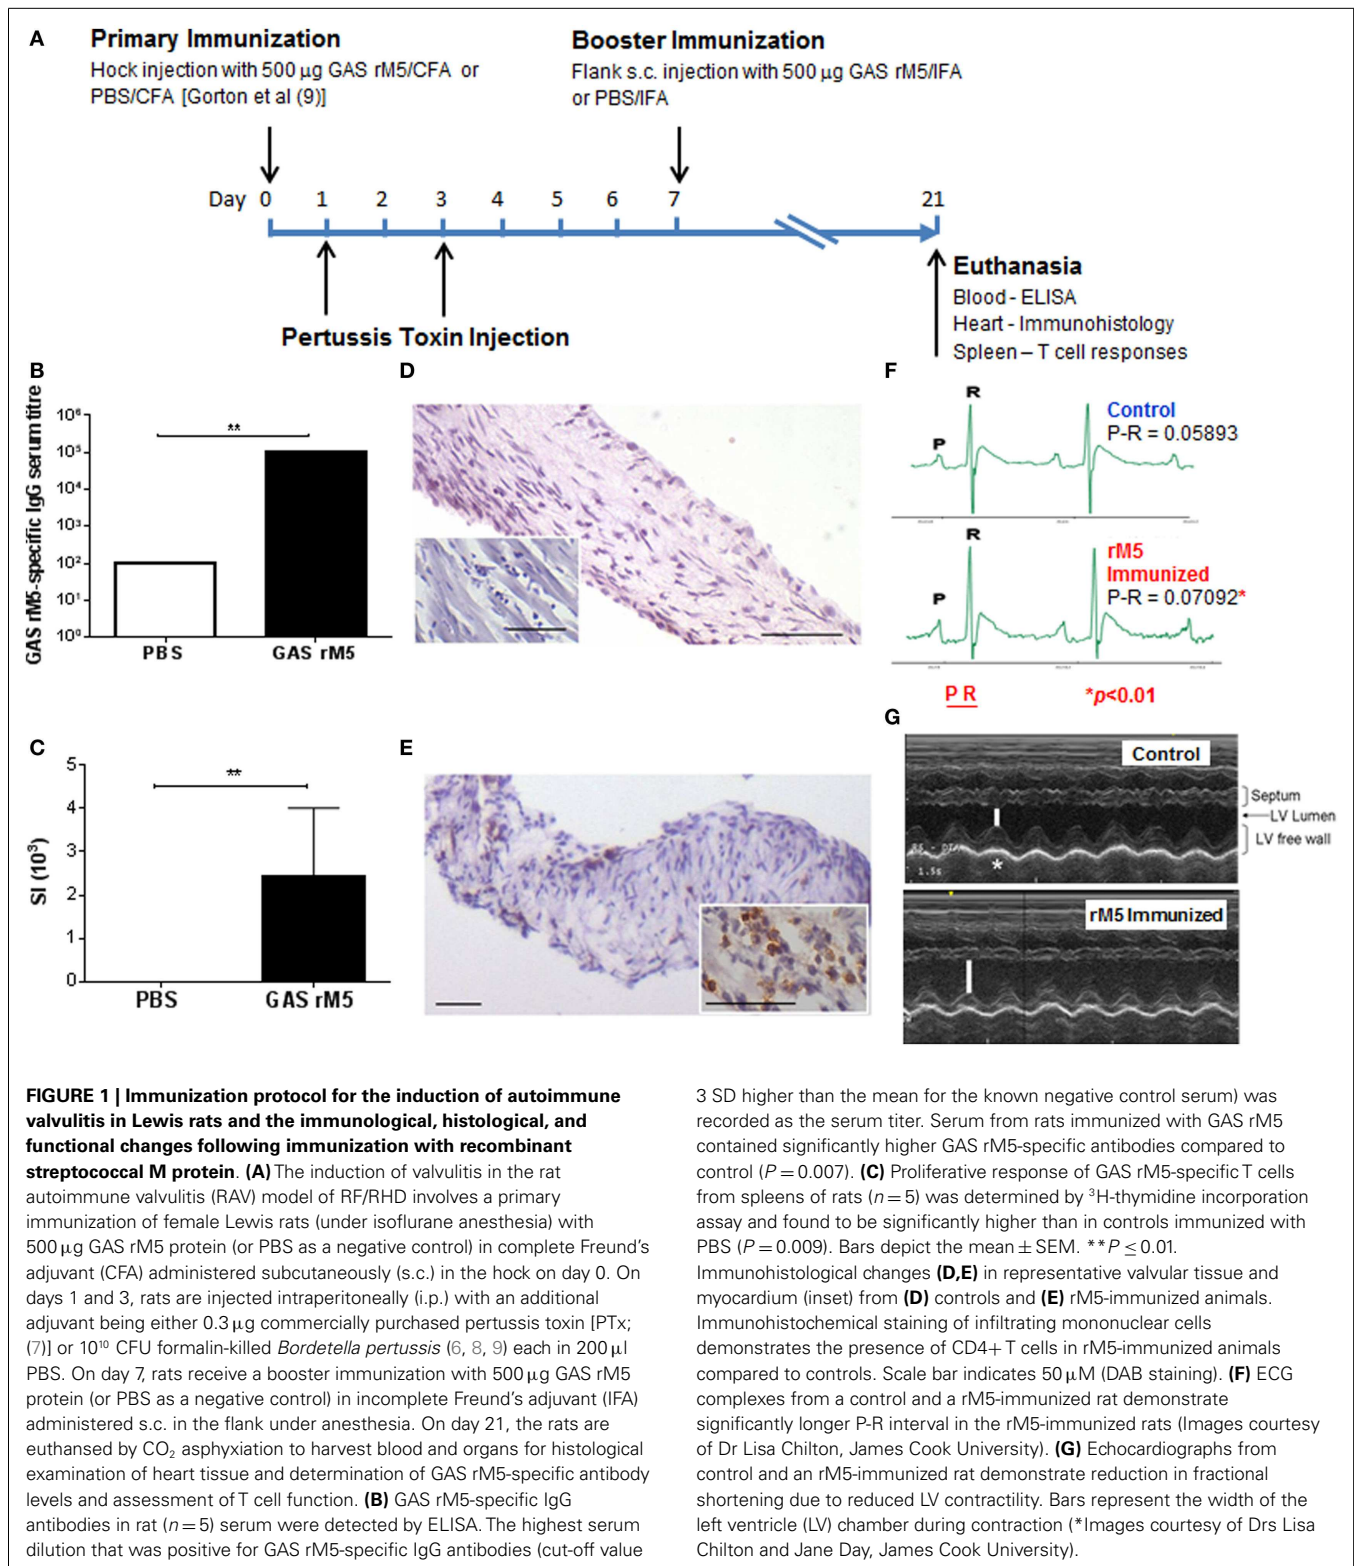 A
Primary Immunization
Hock injection with 500 µg GAS rM5/CFA or
PBS/CFA [Gorton et al (9)]
Booster Immunization
Flank s.c. injection with 500 µg GAS rM5/IFA
or PBS/IFA
Day 0 1 2 3 4 5 6 7 21
Pertussis Toxin Injection
Euthanasia
Blood - ELISA
Heart - Immunohistology
Spleen – T cell responses
B
GAS rM5-specific IgG serum titre
10⁶
10⁵
10⁴
10³
10²
10¹
10⁰
**
PBS GAS rM5
C
SI (10³)
5
4
3
2
1
0
**
PBS GAS rM5
D
E
F
R
P
Control
P-R = 0.05893
R
P
rM5
Immunized
P-R = 0.07092*
P R
*p<0.01
G
Control
Septum
LV Lumen
LV free wall
*
1.5s
rM5 Immunized
FIGURE 1 | Immunization protocol for the induction of autoimmune
valvulitis in Lewis rats and the immunological, histological, and
functional changes following immunization with recombinant
streptococcal M protein. (A) The induction of valvulitis in the rat
autoimmune valvulitis (RAV) model of RF/RHD involves a primary
immunization of female Lewis rats (under isoflurane anesthesia) with
500 µg GAS rM5 protein (or PBS as a negative control) in complete Freund's
adjuvant (CFA) administered subcutaneously (s.c.) in the hock on day 0. On
days 1 and 3, rats are injected intraperitoneally (i.p.) with an additional
adjuvant being either 0.3 µg commercially purchased pertussis toxin [PTx;
(7)] or 10¹⁰ CFU formalin-killed Bordetella pertussis (6, 8, 9) each in 200 µl
PBS. On day 7, rats receive a booster immunization with 500 µg GAS rM5
protein (or PBS as a negative control) in incomplete Freund's adjuvant (IFA)
administered s.c. in the flank under anesthesia. On day 21, the rats are
euthansed by CO₂ asphyxiation to harvest blood and organs for histological
examination of heart tissue and determination of GAS rM5-specific antibody
levels and assessment of T cell function. (B) GAS rM5-specific IgG
antibodies in rat (n = 5) serum were detected by ELISA. The highest serum
dilution that was positive for GAS rM5-specific IgG antibodies (cut-off value
3 SD higher than the mean for the known negative control serum) was
recorded as the serum titer. Serum from rats immunized with GAS rM5
contained significantly higher GAS rM5-specific antibodies compared to
control (P = 0.007). (C) Proliferative response of GAS rM5-specific T cells
from spleens of rats (n = 5) was determined by ³H-thymidine incorporation
assay and found to be significantly higher than in controls immunized with
PBS (P = 0.009). Bars depict the mean ± SEM. **P ≤ 0.01.
Immunohistological changes (D,E) in representative valvular tissue and
myocardium (inset) from (D) controls and (E) rM5-immunized animals.
Immunohistochemical staining of infiltrating mononuclear cells
demonstrates the presence of CD4+ T cells in rM5-immunized animals
compared to controls. Scale bar indicates 50 µM (DAB staining). (F) ECG
complexes from a control and a rM5-immunized rat demonstrate
significantly longer P-R interval in the rM5-immunized rats (Images courtesy
of Dr Lisa Chilton, James Cook University). (G) Echocardiographs from
control and an rM5-immunized rat demonstrate reduction in fractional
shortening due to reduced LV contractility. Bars represent the width of the
left ventricle (LV) chamber during contraction (*Images courtesy of Drs Lisa
Chilton and Jane Day, James Cook University).